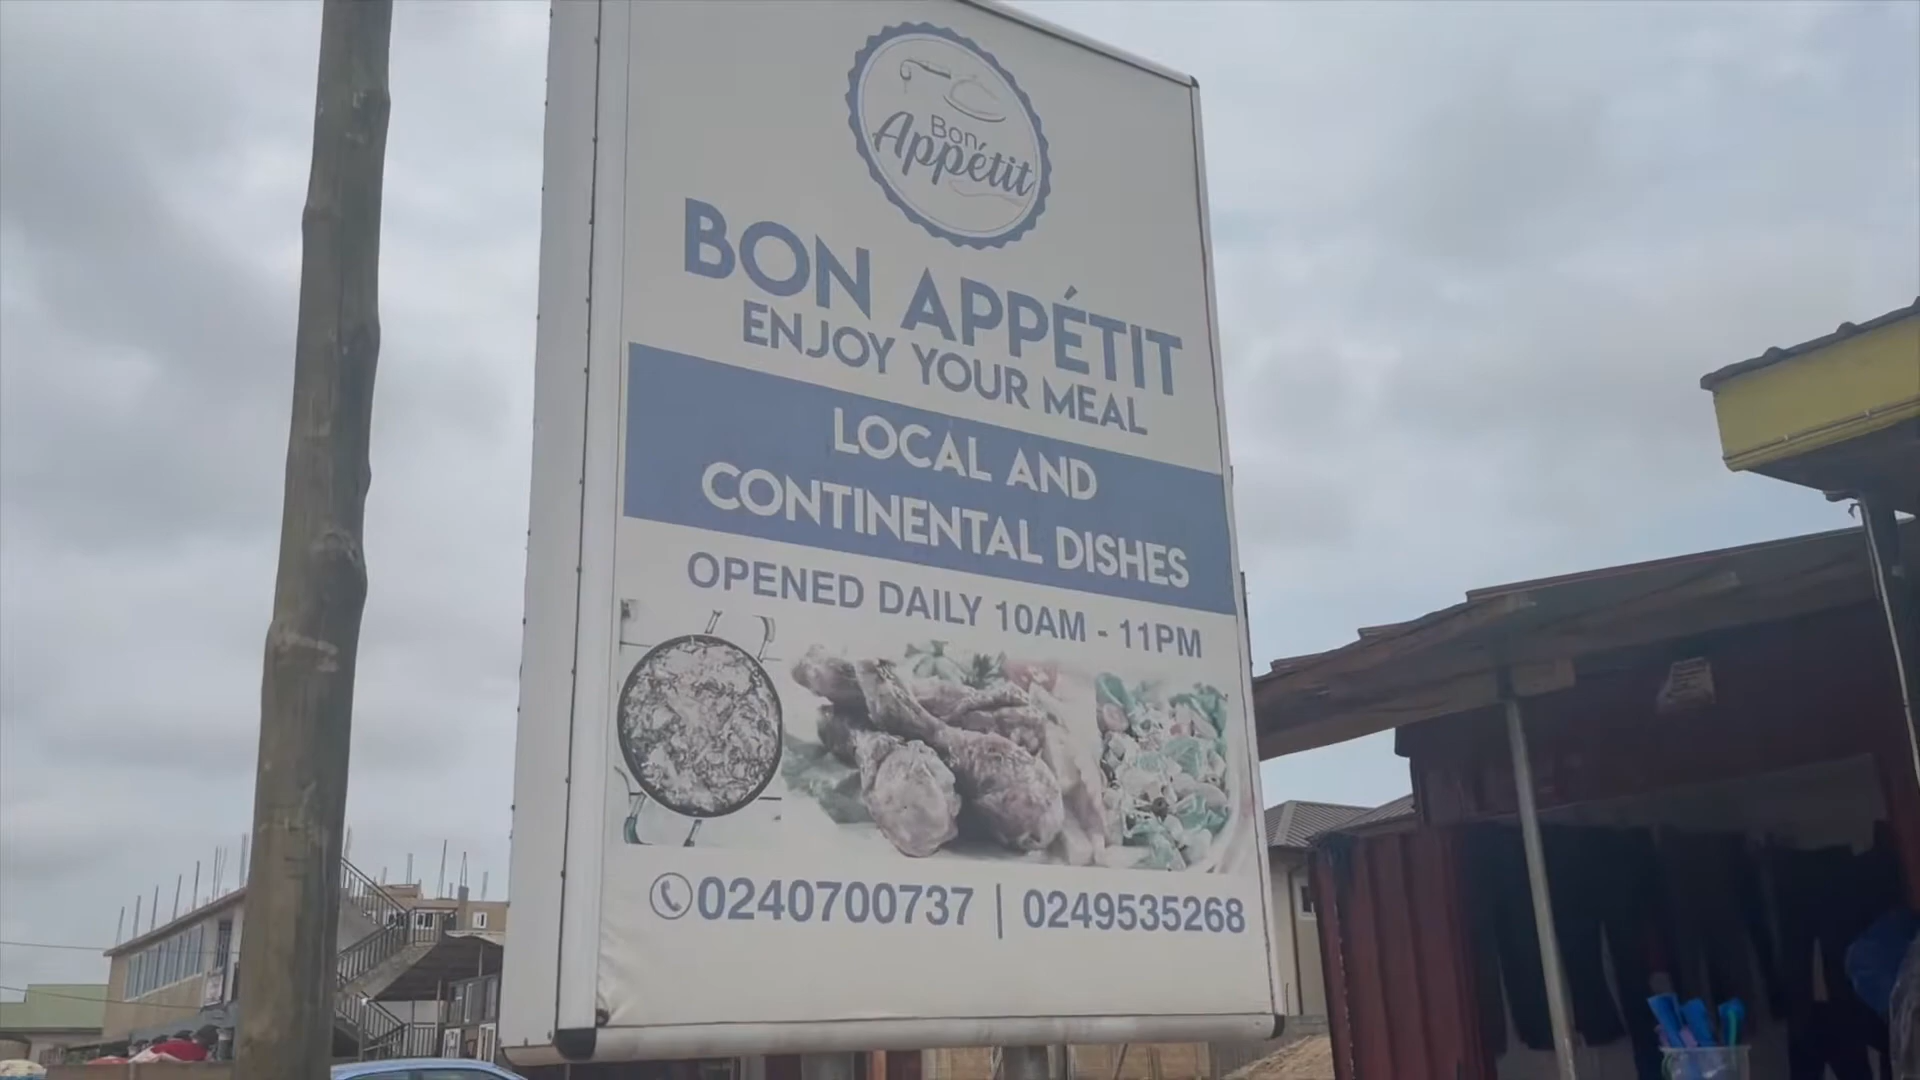 Bon
Appétit
BON APPÉTIT
ENJOY YOUR MEAL
LOCAL AND
CONTINENTAL DISHES
OPENED DAILY 10AM - 11PM
0240700737 | 0249535268